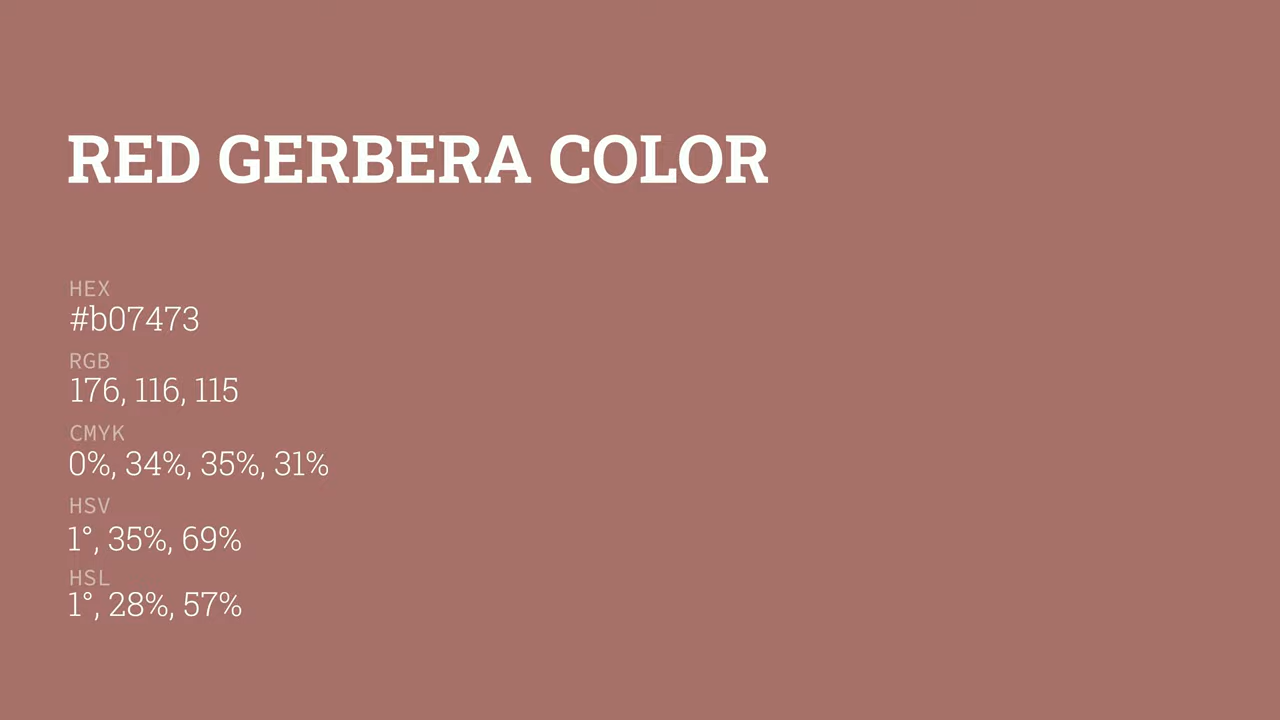 RED GERBERA COLOR
HEX
#b07473
RGB
176, 116, 115
CMYK
0%, 34%, 35%, 31%
HSV
1°, 35%, 69%
HSL
1°, 28%, 57%